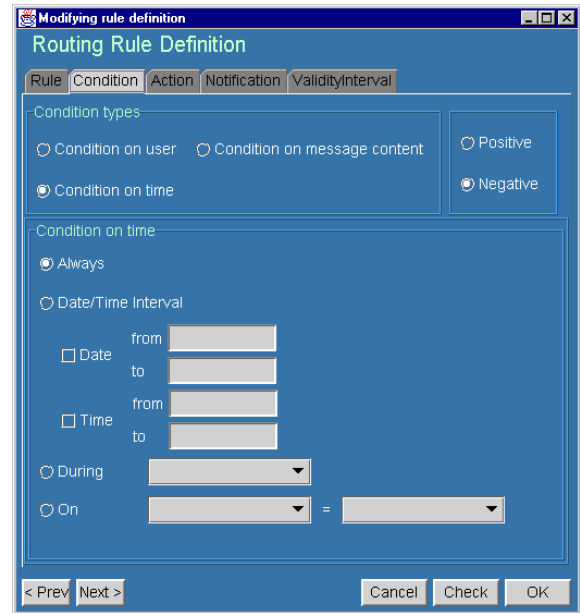 Modifying rule definition
Routing Rule Definition
Rule Condition Action Notification ValidityInterval
Condition types
Condition on user Condition on message content
Condition on time
Positive
Negative
Condition on time
Always
Date/Time Interval
Date
from
to
Time
from
to
During
On =
< Prev Next > Cancel Check OK